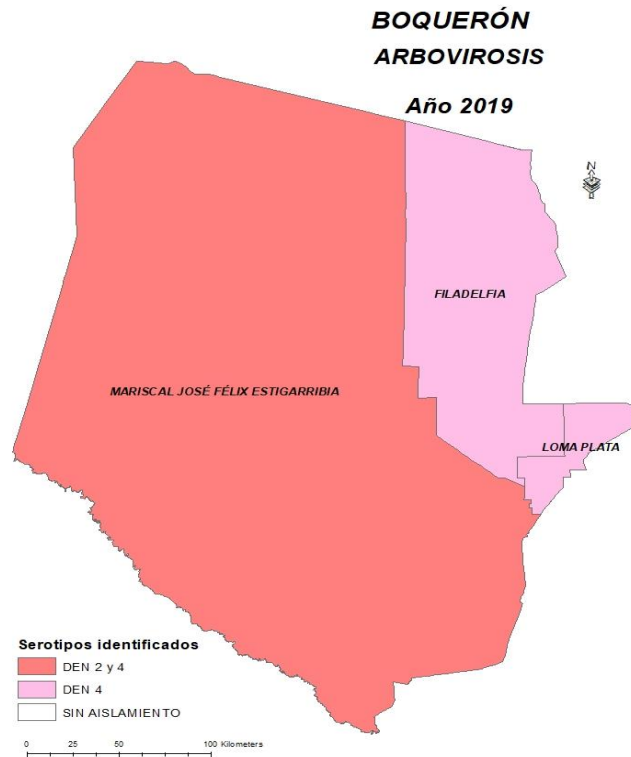 BOQUERÓN
ARBOVIROSIS
Año 2019
N
FILADELFIA
MARISCAL JOSÉ FÉLIX ESTIGARRIBIA
LOMA PLATA
Serotipos identificados
DEN 2 y 4
DEN 4
SIN AISLAMIENTO
0 25 50 100 Kilometers